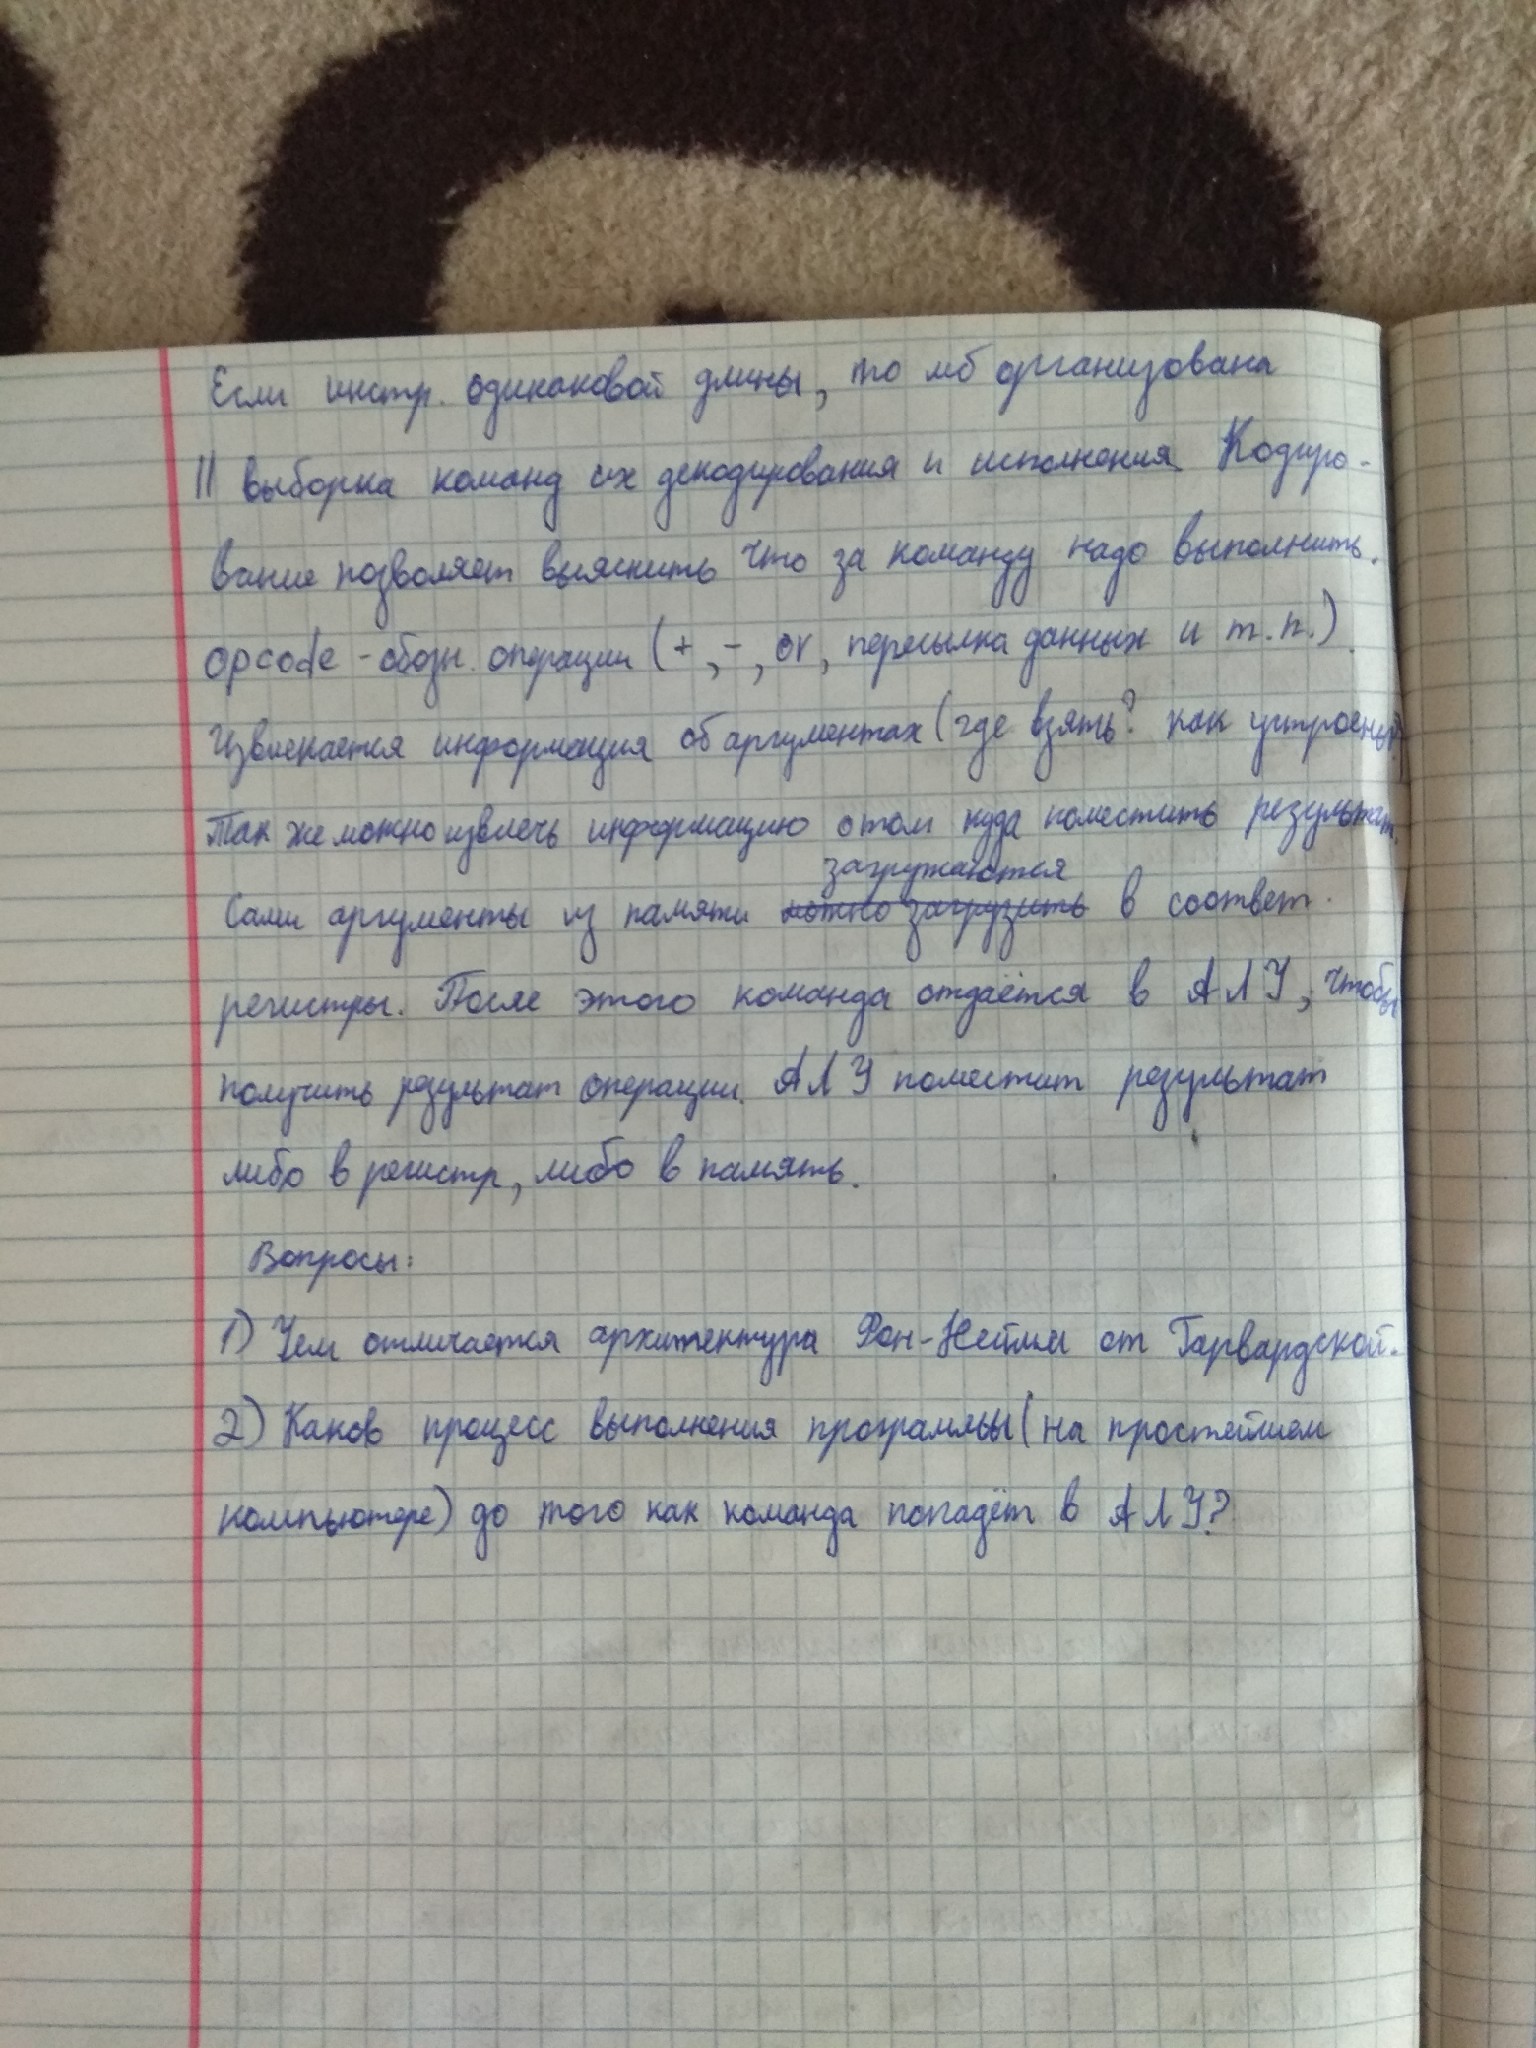 Если инстр. одинаковой длины, то мб организована
|| выборка команд их декодирования и исполнения Кодиро-
вание позволяет выяснить что за команду надо выполнить.
opcode - обозн. операции (+, -, or, пересылка данных и т.п.).
Извлекается информация об аргументах (где взять? как устроены?)
Так же можно извлечь информацию о том куда поместить результат.
загружаются
Сами аргументы из памяти можно загрузить в соответ.
регистры. После этого команда отдаётся в АЛУ, чтобы
получить результат операции. АЛУ поместит результат
либо в регистр, либо в память.
Вопросы:
1) Чем отличается архитектура Фон-Неймы от Гарвардской.
2) Каков процесс выполнения программы (на простейшем
компьютере) до того как команда попадёт в АЛУ?